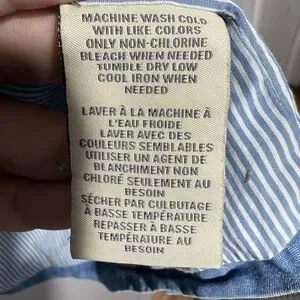 MACHINE WASH COLD
WITH LIKE COLORS
ONLY NON-CHLORINE
BLEACH WHEN NEEDED
TUMBLE DRY LOW
COOL IRON WHEN
NEEDED
LAVER À LA MACHINE À
L'EAU FROIDE
LAVER AVEC DES
COULEURS SEMBLABLES
UTILISER UN AGENT DE
BLANCHIMENT NON
CHLORÉ SEULEMENT AU
BESOIN
SÉCHER PAR CULBUTAGE
À BASSE TEMPÉRATURE
REPASSER À BASSE
TEMPÉRATURE AU
BESOIN